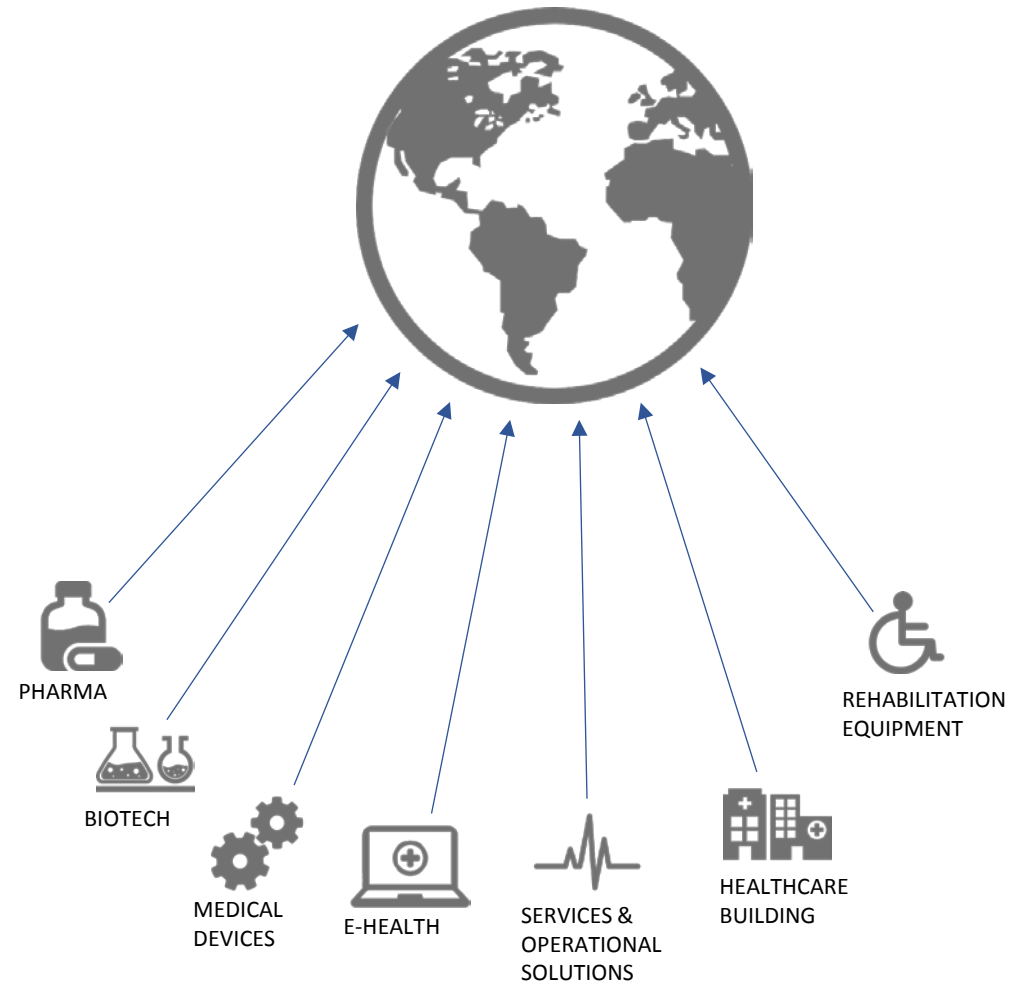 PHARMA
BIOTECH
MEDICAL
DEVICES
E-HEALTH
SERVICES &
OPERATIONAL
SOLUTIONS
HEALTHCARE
BUILDING
REHABILITATION
EQUIPMENT